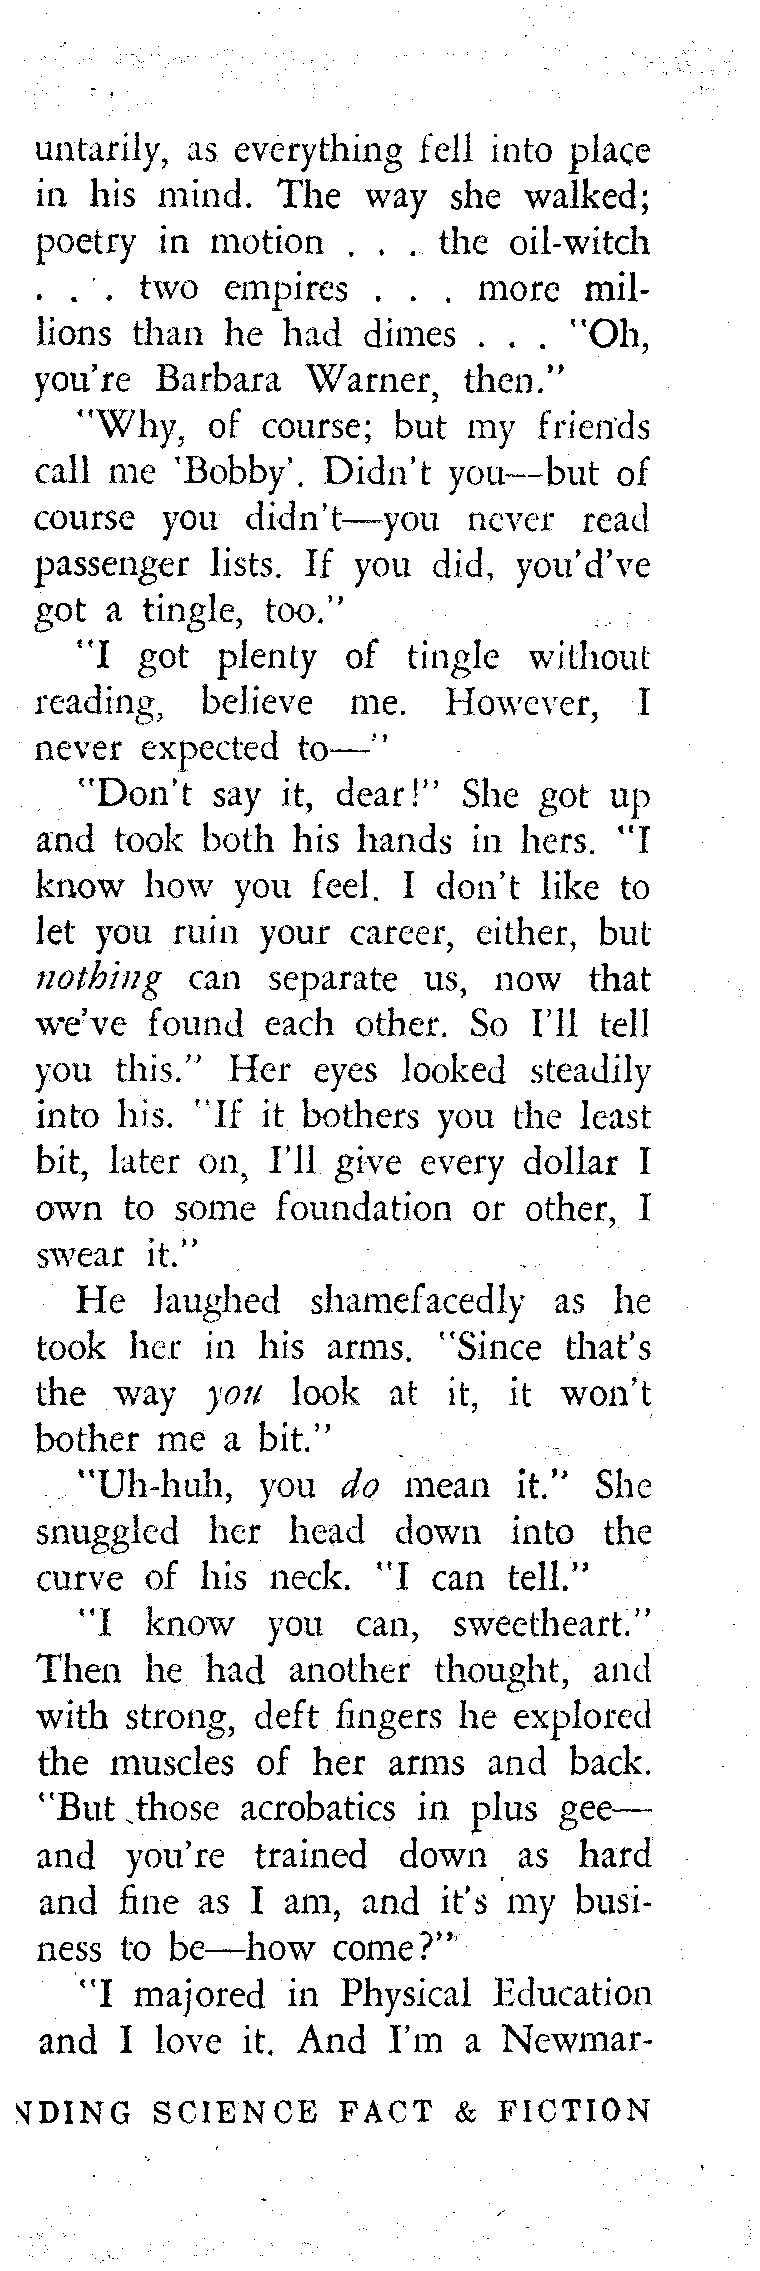 untarily, as everything fell into place
in his mind. The way she walked;
poetry in motion . . . the oil-witch
. . . two empires . . . more mil-
lions than he had dimes . . . "Oh,
you're Barbara Warner, then."
"Why, of course; but my friends
call me 'Bobby'. Didn't you—but of
course you didn't—you never read
passenger lists. If you did, you'd've
got a tingle, too."
"I got plenty of tingle without
reading, believe me. However, I
never expected to—"
"Don't say it, dear!" She got up
and took both his hands in hers. "I
know how you feel. I don't like to
let you ruin your career, either, but
nothing can separate us, now that
we've found each other. So I'll tell
you this." Her eyes looked steadily
into his. "If it bothers you the least
bit, later on, I'll give every dollar I
own to some foundation or other, I
swear it."
He laughed shamefacedly as he
took her in his arms. "Since that's
the way you look at it, it won't
bother me a bit."
"Uh-huh, you do mean it." She
snuggled her head down into the
curve of his neck. "I can tell."
"I know you can, sweetheart."
Then he had another thought, and
with strong, deft fingers he explored
the muscles of her arms and back.
"But those acrobatics in plus gee—
and you're trained down as hard
and fine as I am, and it's my busi-
ness to be—how come?"
"I majored in Physical Education
and I love it. And I'm a Newmar-
NDING SCIENCE FACT & FICTION